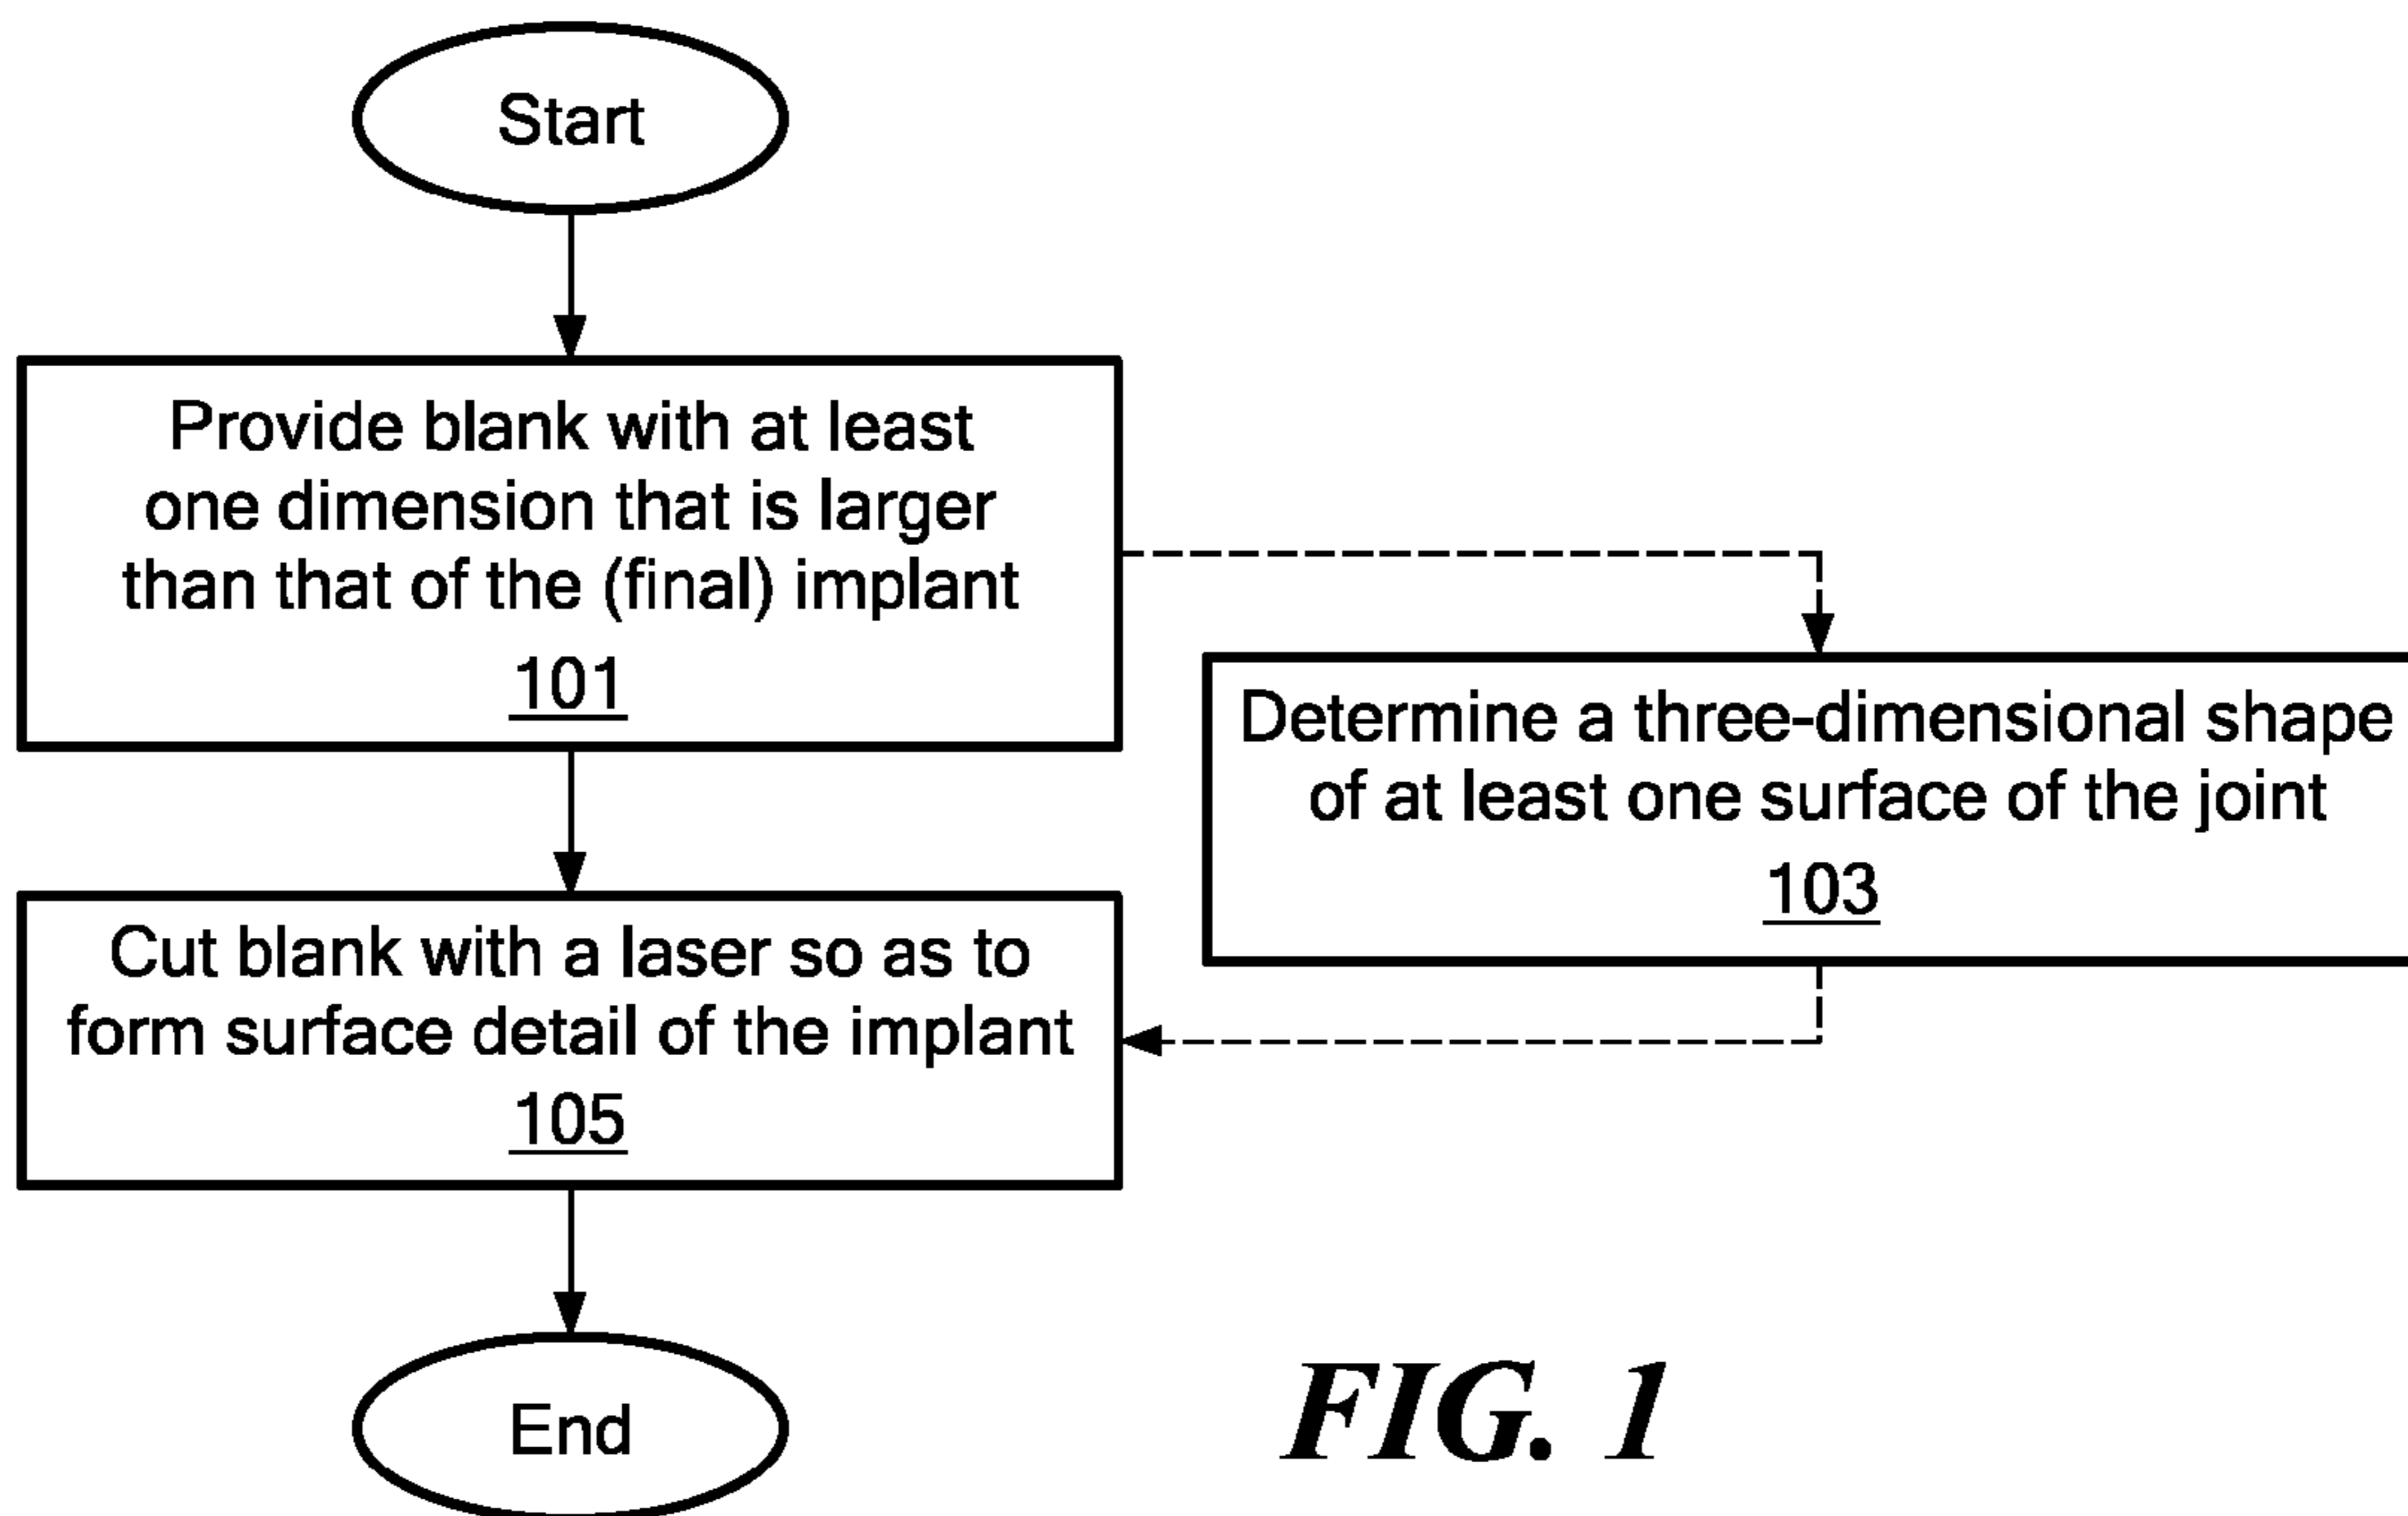 Start
Provide blank with at least
one dimension that is larger
than that of the (final) implant
101
Determine a three-dimensional shape
of at least one surface of the joint
103
Cut blank with a laser so as to
form surface detail of the implant
105
End
FIG. 1